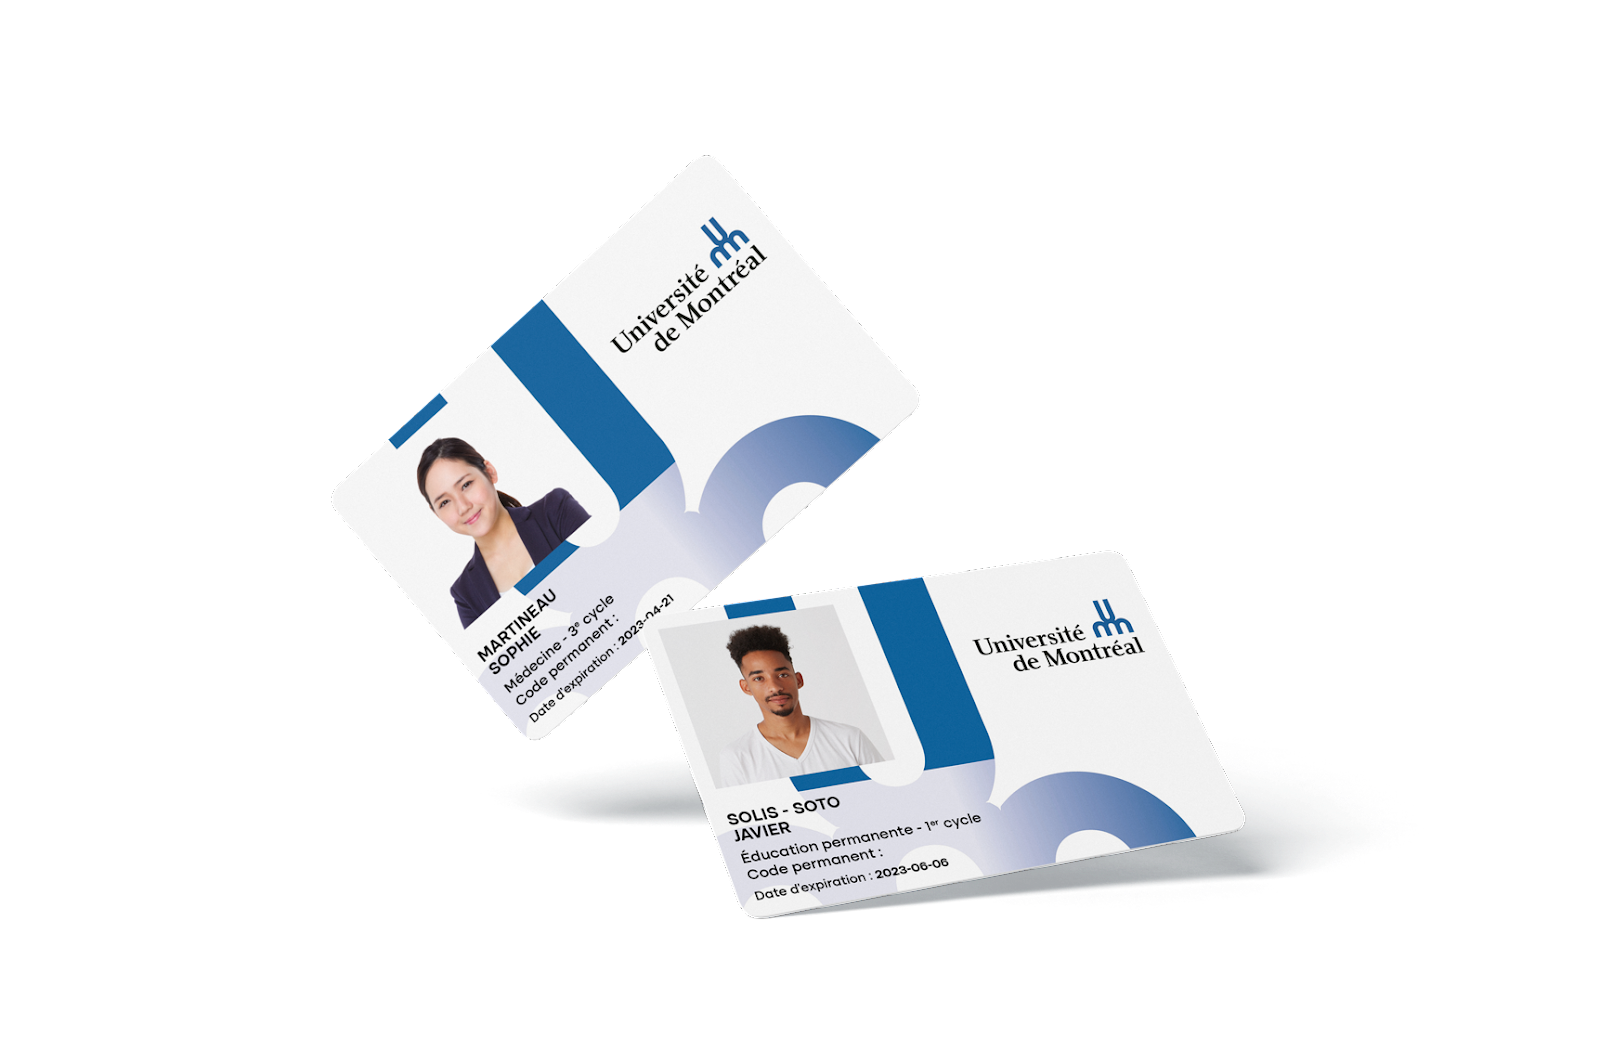 Université
de Montréal
MARTINEAU
SOPHIE
Médecine - 3e cycle
Code permanent :
Date d'expiration : 2023-04-21
Université
de Montréal
SOLIS - SOTO
JAVIER
Éducation permanente - 1er cycle
Code permanent :
Date d'expiration : 2023-06-06